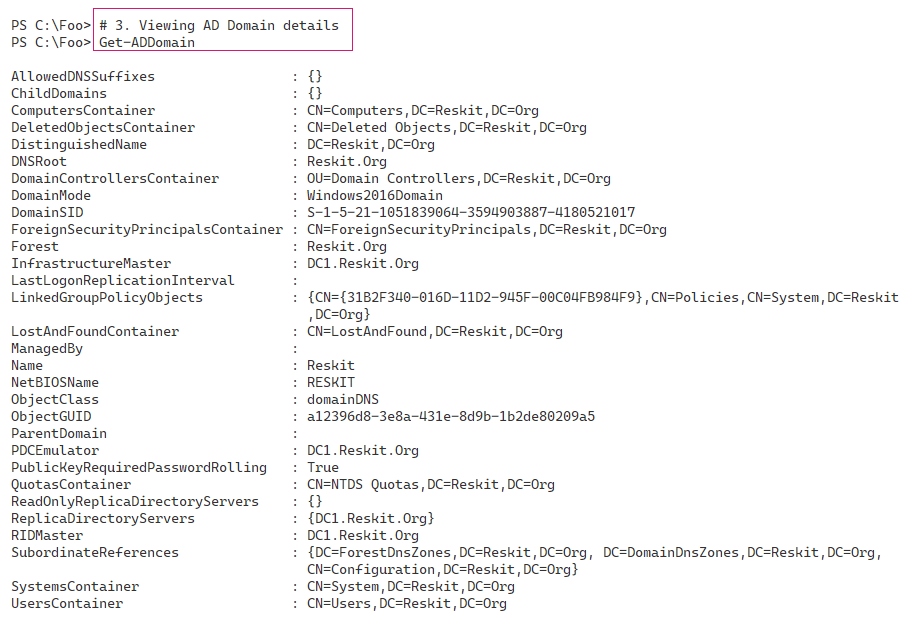 PS C:\Foo> # 3. Viewing AD Domain details
PS C:\Foo> Get-ADDomain
AllowedDNSSuffixes : {}
ChildDomains : {}
ComputersContainer : CN=Computers,DC=Reskit,DC=Org
DeletedObjectsContainer : CN=Deleted Objects,DC=Reskit,DC=Org
DistinguishedName : DC=Reskit,DC=Org
DNSRoot : Reskit.Org
DomainControllersContainer : OU=Domain Controllers,DC=Reskit,DC=Org
DomainMode : Windows2016Domain
DomainSID : S-1-5-21-1051839064-3594903887-4180521017
ForeignSecurityPrincipalsContainer : CN=ForeignSecurityPrincipals,DC=Reskit,DC=Org
Forest : Reskit.Org
InfrastructureMaster : DC1.Reskit.Org
LastLogonReplicationInterval :
LinkedGroupPolicyObjects : {CN={31B2F340-016D-11D2-945F-00C04FB984F9},CN=Policies,CN=System,DC=Reskit
,DC=Org}
LostAndFoundContainer : CN=LostAndFound,DC=Reskit,DC=Org
ManagedBy :
Name : Reskit
NetBIOSName : RESKIT
ObjectClass : domainDNS
ObjectGUID : a12396d8-3e8a-431e-8d9b-1b2de80209a5
ParentDomain :
PDCEmulator : DC1.Reskit.Org
PublicKeyRequiredPasswordRolling : True
QuotasContainer : CN=NTDS Quotas,DC=Reskit,DC=Org
ReadOnlyReplicaDirectoryServers : {}
ReplicaDirectoryServers : {DC1.Reskit.Org}
RIDMaster : DC1.Reskit.Org
SubordinateReferences : {DC=ForestDnsZones,DC=Reskit,DC=Org, DC=DomainDnsZones,DC=Reskit,DC=Org,
CN=Configuration,DC=Reskit,DC=Org}
SystemsContainer : CN=System,DC=Reskit,DC=Org
UsersContainer : CN=Users,DC=Reskit,DC=Org